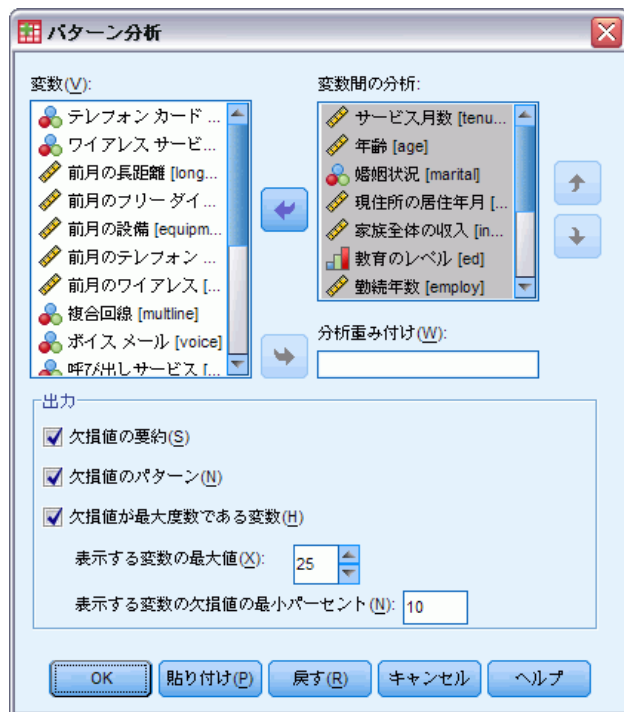 パターン分析
変数(V):
テレフォン カード ...
ワイアレス サービ...
前月の長距離 [long...
前月のフリー ダイ...
前月の設備 [equipm...
前月のテレフォン ...
前月のワイアレス [...
複合回線 [multline]
ボイス メール [voice]
呼び出しサービス [...
変数間の分析:
サービス月数 [tenu...
年齢 [age]
婚姻状況 [marital]
現住所の居住年月 [...
家族全体の収入 [in...
教育のレベル [ed]
勤続年数 [employ]
分析重み付け(W):
出力
欠損値の要約(S)
欠損値のパターン(N)
欠損値が最大度数である変数(H)
表示する変数の最大値(X): 25
表示する変数の欠損値の最小パーセント(N): 10
OK 貼り付け(P) 戻す(R) キャンセル ヘルプ